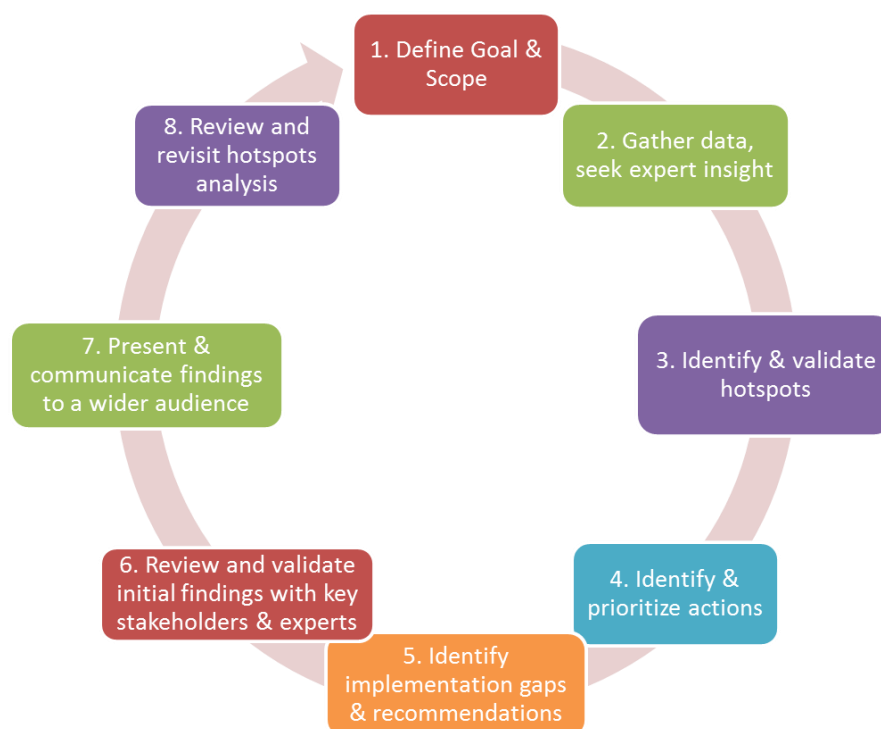 1. Define Goal &
Scope
2. Gather data,
seek expert insight
3. Identify & validate
hotspots
4. Identify &
prioritize actions
5. Identify
implementation gaps
& recommendations
6. Review and validate
initial findings with key
stakeholders & experts
7. Present &
communicate findings
to a wider audience
8. Review and
revisit hotspots
analysis